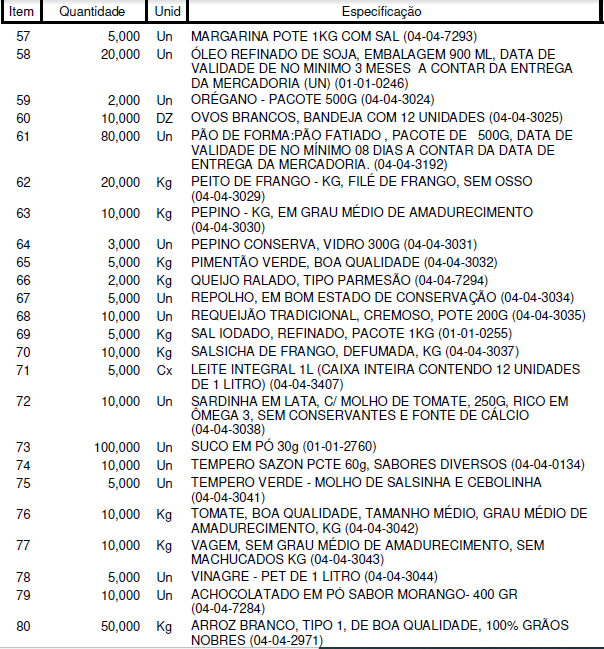 Item Quantidade Unid Especificação
57 5,000 Un MARGARINA POTE 1KG COM SAL (04-04-7293)
58 20,000 Un ÓLEO REFINADO DE SOJA, EMBALAGEM 900 ML, DATA DE
VALIDADE DE NO MINIMO 3 MESES A CONTAR DA ENTREGA
DA MERCADORIA (UN) (01-01-0246)
59 2,000 Un ORÉGANO - PACOTE 500G (04-04-3024)
60 10,000 DZ OVOS BRANCOS, BANDEJA COM 12 UNIDADES (04-04-3025)
61 80,000 Un PÃO DE FORMA:PÃO FATIADO , PACOTE DE 500G, DATA DE
VALIDADE DE NO MÍNIMO 08 DIAS A CONTAR DA DATA DE
ENTREGA DA MERCADORIA. (04-04-3192)
62 20,000 Kg PEITO DE FRANGO - KG, FILÉ DE FRANGO, SEM OSSO
(04-04-3029)
63 10,000 Kg PEPINO - KG, EM GRAU MÉDIO DE AMADURECIMENTO
(04-04-3030)
64 3,000 Un PEPINO CONSERVA, VIDRO 300G (04-04-3031)
65 5,000 Kg PIMENTÃO VERDE, BOA QUALIDADE (04-04-3032)
66 2,000 Kg QUEIJO RALADO, TIPO PARMESÃO (04-04-7294)
67 5,000 Un REPOLHO, EM BOM ESTADO DE CONSERVAÇÃO (04-04-3034)
68 10,000 Un REQUEIJÃO TRADICIONAL, CREMOSO, POTE 200G (04-04-3035)
69 5,000 Kg SAL IODADO, REFINADO, PACOTE 1KG (01-01-0255)
70 10,000 Kg SALSICHA DE FRANGO, DEFUMADA, KG (04-04-3037)
71 5,000 Cx LEITE INTEGRAL 1L (CAIXA INTEIRA CONTENDO 12 UNIDADES
DE 1 LITRO) (04-04-3407)
72 10,000 Un SARDINHA EM LATA, C/ MOLHO DE TOMATE, 250G, RICO EM
ÔMEGA 3, SEM CONSERVANTES E FONTE DE CÁLCIO
(04-04-3038)
73 100,000 Un SUCO EM PÓ 30g (01-01-2760)
74 10,000 Un TEMPERO SAZON PCTE 60g, SABORES DIVERSOS (04-04-0134)
75 5,000 Un TEMPERO VERDE - MOLHO DE SALSINHA E CEBOLINHA
(04-04-3041)
76 10,000 Kg TOMATE, BOA QUALIDADE, TAMANHO MÉDIO, GRAU MÉDIO DE
AMADURECIMENTO, KG (04-04-3042)
77 10,000 Kg VAGEM, SEM GRAU MÉDIO DE AMADURECIMENTO, SEM
MACHUCADOS KG (04-04-3043)
78 5,000 Un VINAGRE - PET DE 1 LITRO (04-04-3044)
79 10,000 Un ACHOCOLATADO EM PÓ SABOR MORANGO- 400 GR
(04-04-7284)
80 50,000 Kg ARROZ BRANCO, TIPO 1, DE BOA QUALIDADE, 100% GRÃOS
NOBRES (04-04-2971)